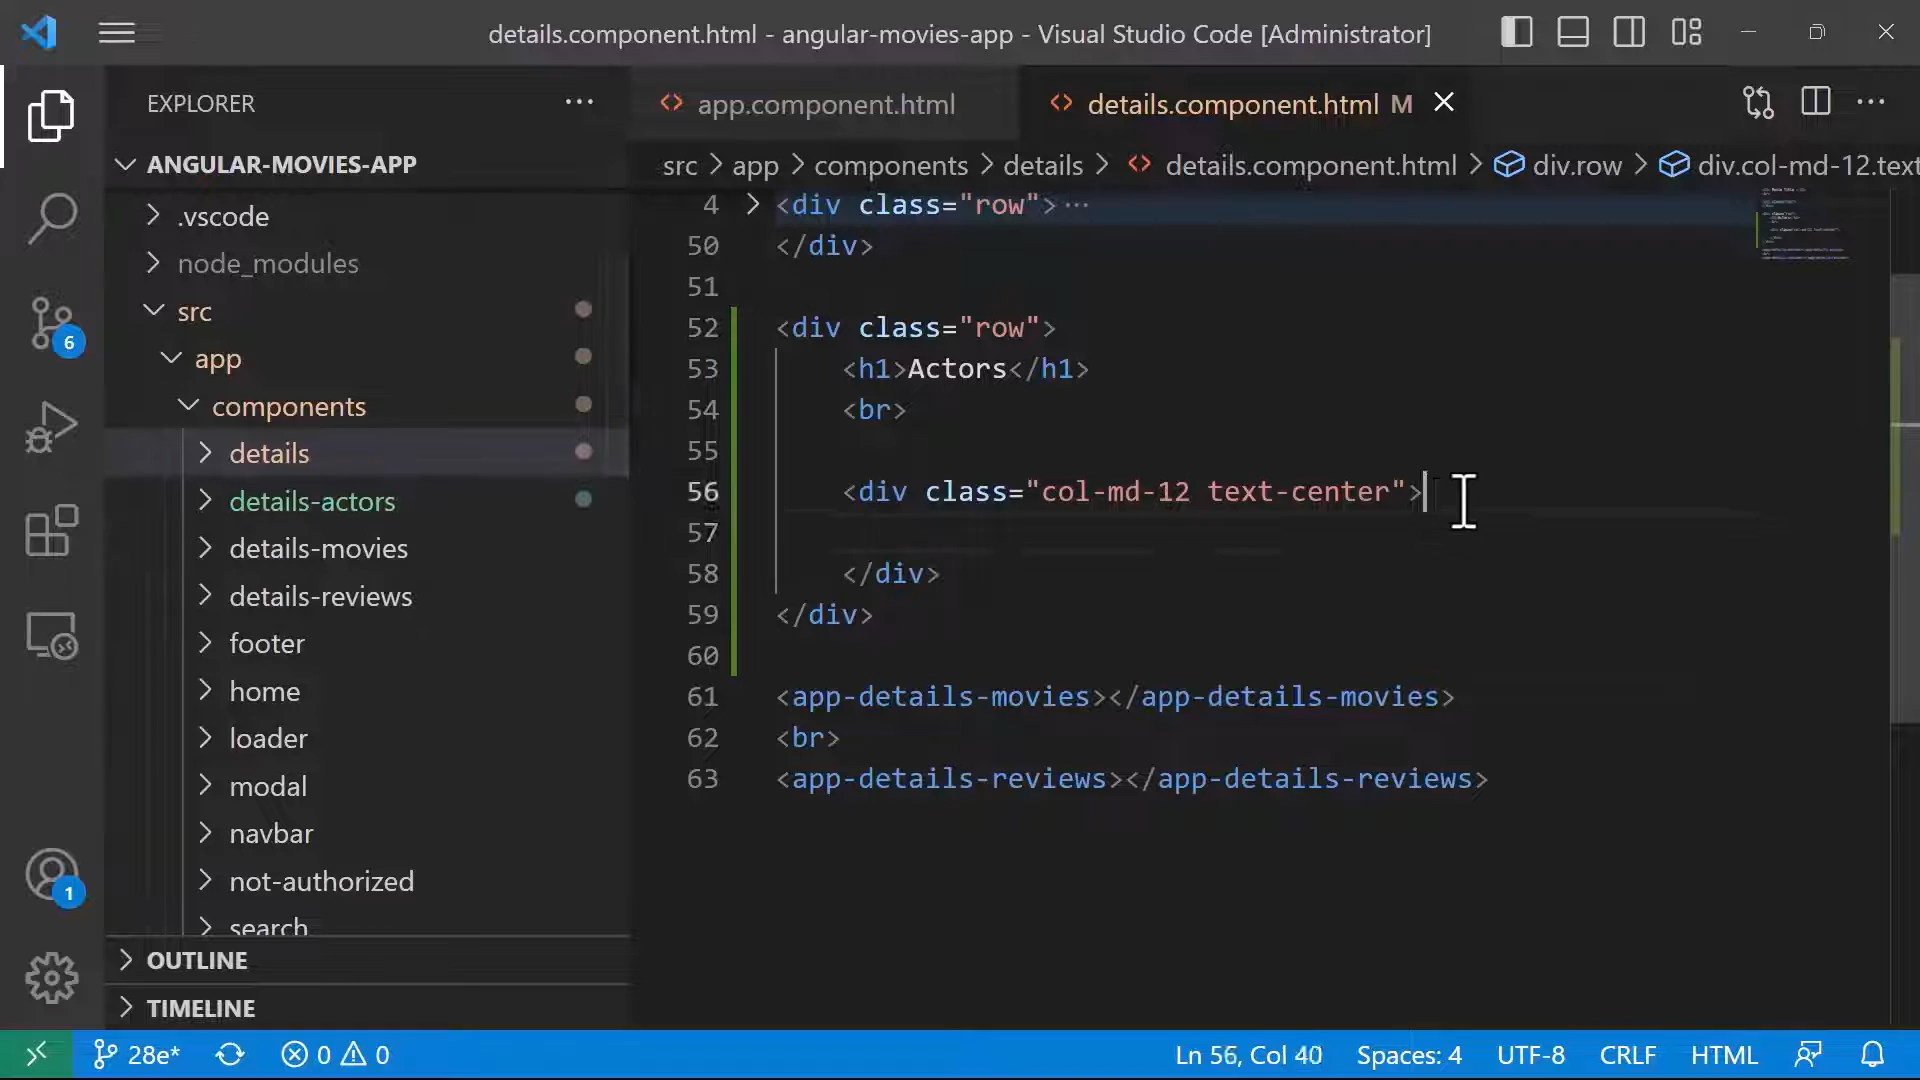 details.component.html - angular-movies-app - Visual Studio Code [Administrator]
EXPLORER
ANGULAR-MOVIES-APP
.vscode
node_modules
src
app
components
details
details-actors
details-movies
details-reviews
footer
home
loader
modal
navbar
not-authorized
search
OUTLINE
TIMELINE
6
1
app.component.html
details.component.html M
src > app > components > details > details.component.html > div.row > div.col-md-12.text
4 <div class="row">···
50 </div>
51
52 <div class="row">
53 <h1>Actors</h1>
54 <br>
55
56 <div class="col-md-12 text-center">
57
58 </div>
59 </div>
60
61 <app-details-movies></app-details-movies>
62 <br>
63 <app-details-reviews></app-details-reviews>
28e* 0 0 Ln 56, Col 40 Spaces: 4 UTF-8 CRLF HTML